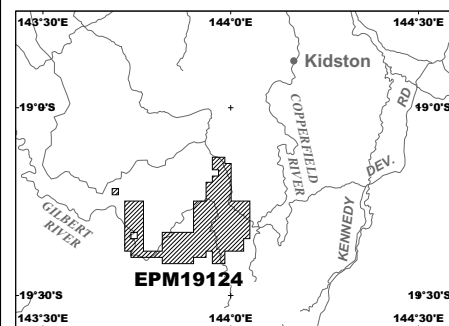 143°30'E
144°0'E
144°30'E
Kidston
19°0'S
19°0'S
COPPERFIELD
RIVER
RD
DEV.
KENNEDY
GILBERT
RIVER
EPM19124
19°30'S
19°30'S
143°30'E
144°0'E
144°30'E